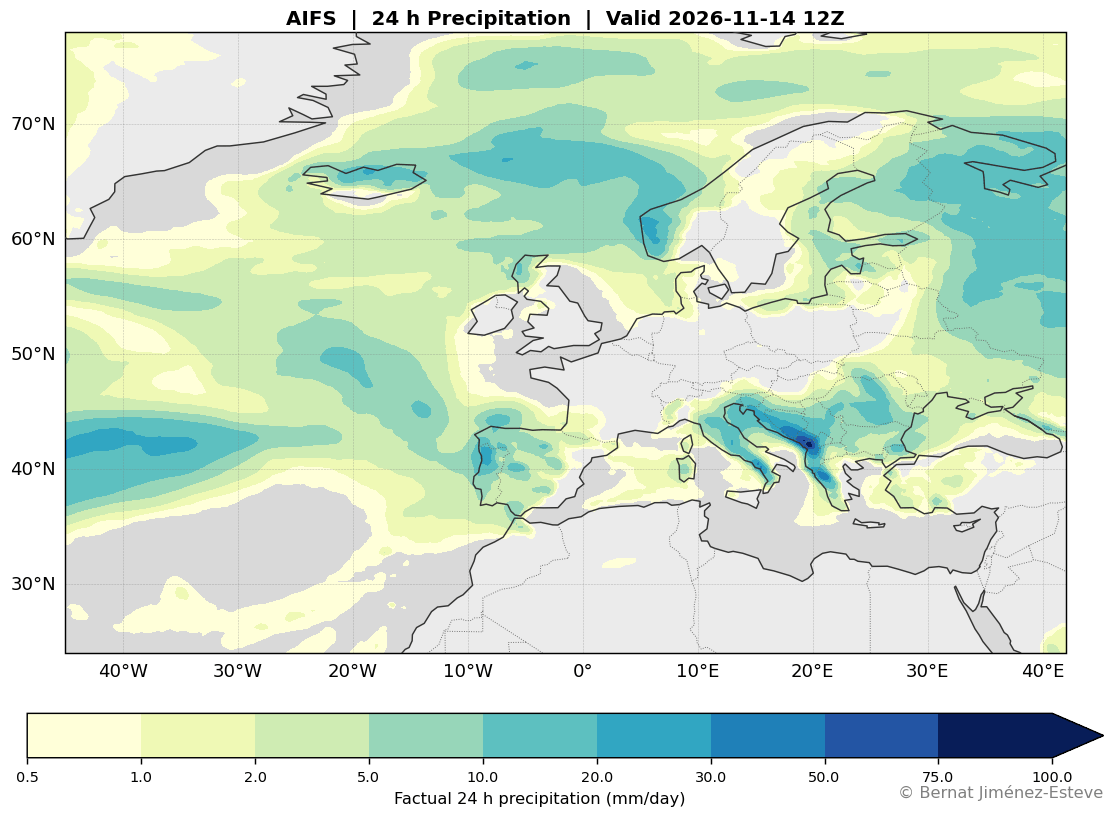 AIFS | 24 h Precipitation | Valid 2026-11-14 12Z
70°N
60°N
50°N
40°N
30°N
40°W 30°W 20°W 10°W 0° 10°E 20°E 30°E 40°E
0.5 1.0 2.0 5.0 10.0 20.0 30.0 50.0 75.0 100.0
Factual 24 h precipitation (mm/day)
© Bernat Jiménez-Esteve